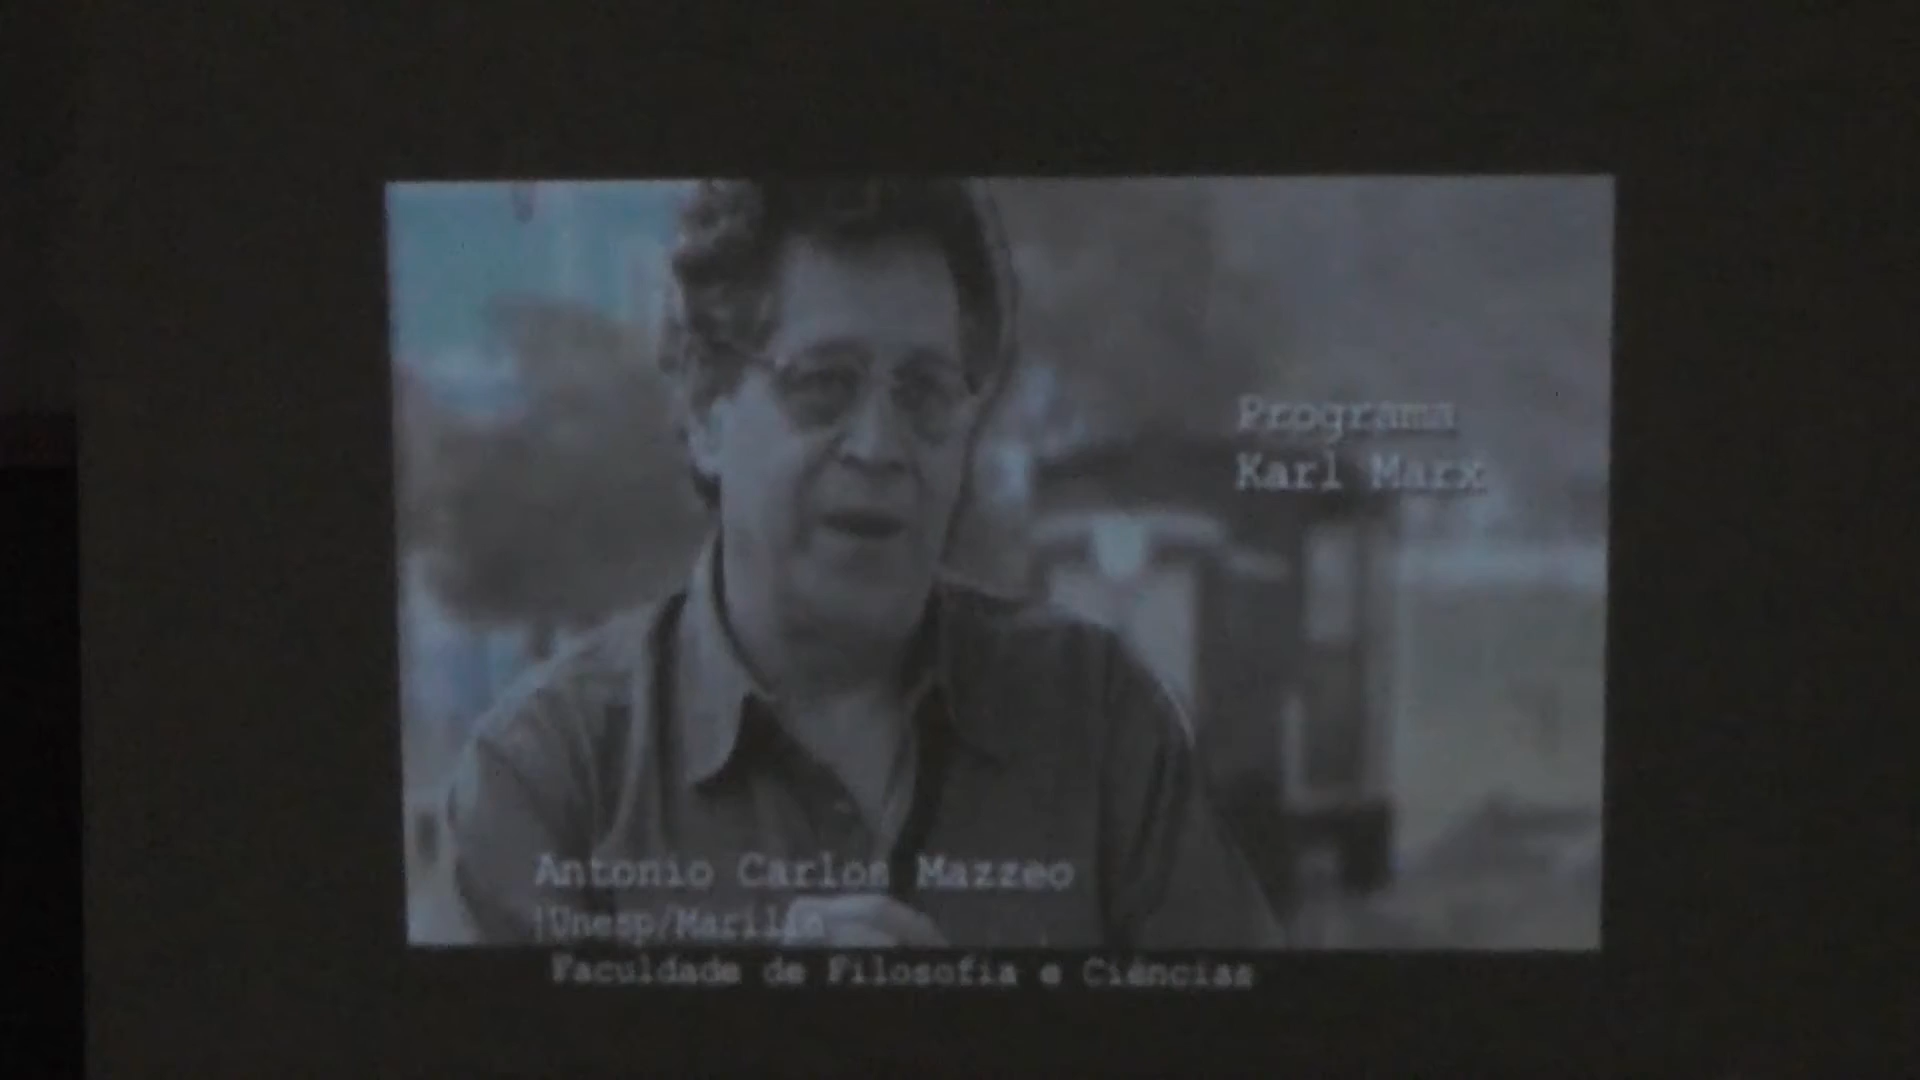 Programa
Karl Marx
Antonio Carlos Mazzeo
|Unesp/Marília
Faculdade de Filosofia e Ciências